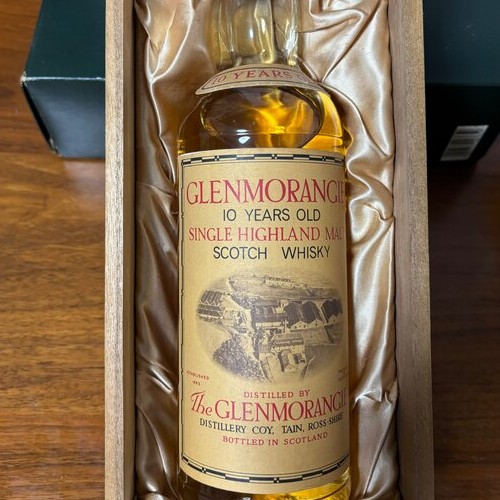 10 YEARS
GLENMORANGIE
10 YEARS OLD
SINGLE HIGHLAND MALT
SCOTCH WHISKY
ESTABLISHED
DISTILLED BY
The GLENMORANGIE
DISTILLERY COY, TAIN, ROSS-SHIRE
BOTTLED IN SCOTLAND